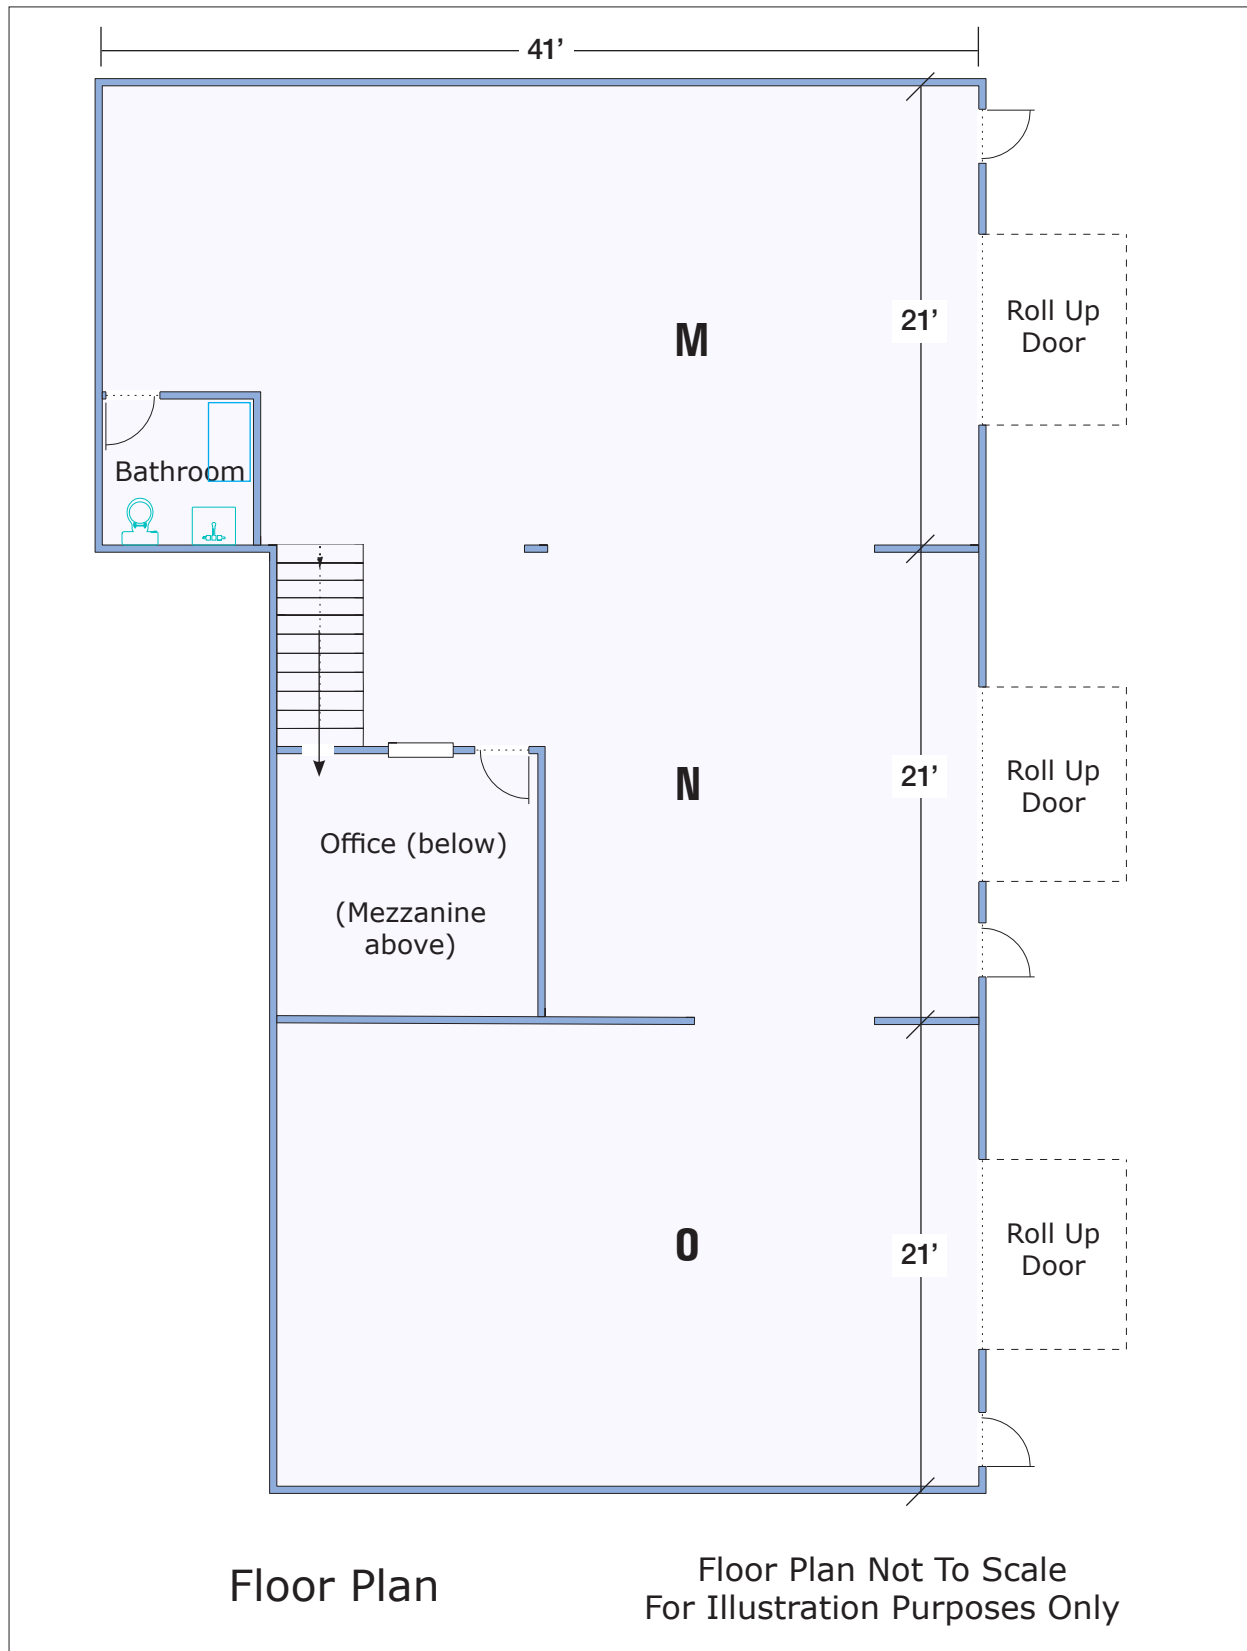 41’
M
21’
Roll Up
Door
Bathroom
N
21’
Roll Up
Door
Office (below)
(Mezzanine
above)
O
21’
Roll Up
Door
Floor Plan
Floor Plan Not To Scale
For Illustration Purposes Only